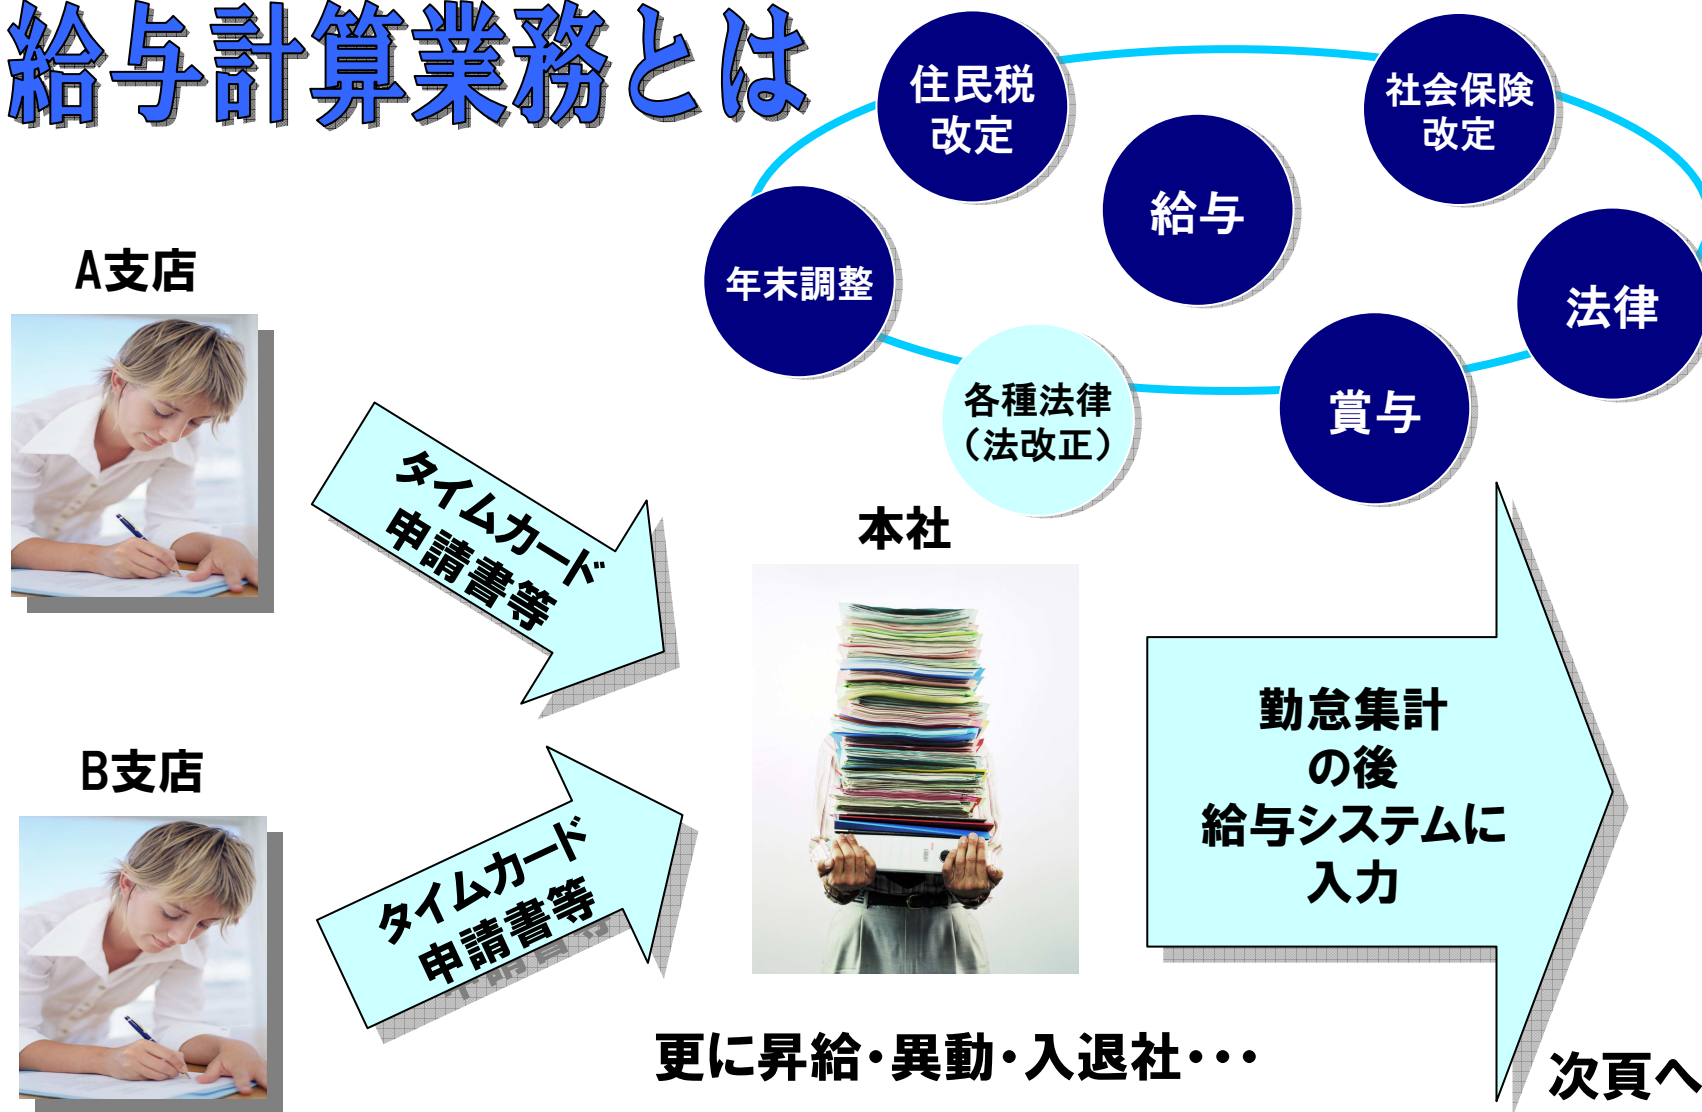 給与計算業務とは
住民税
改定
社会保険
改定
給与
年末調整
法律
各種法律
（法改正）
賞与
A支店
タイムカード
申請書等
本社
勤怠集計
の後
給与システムに
入力
B支店
タイムカード
申請書等
更に昇給・異動・入退社・・・
次頁へ